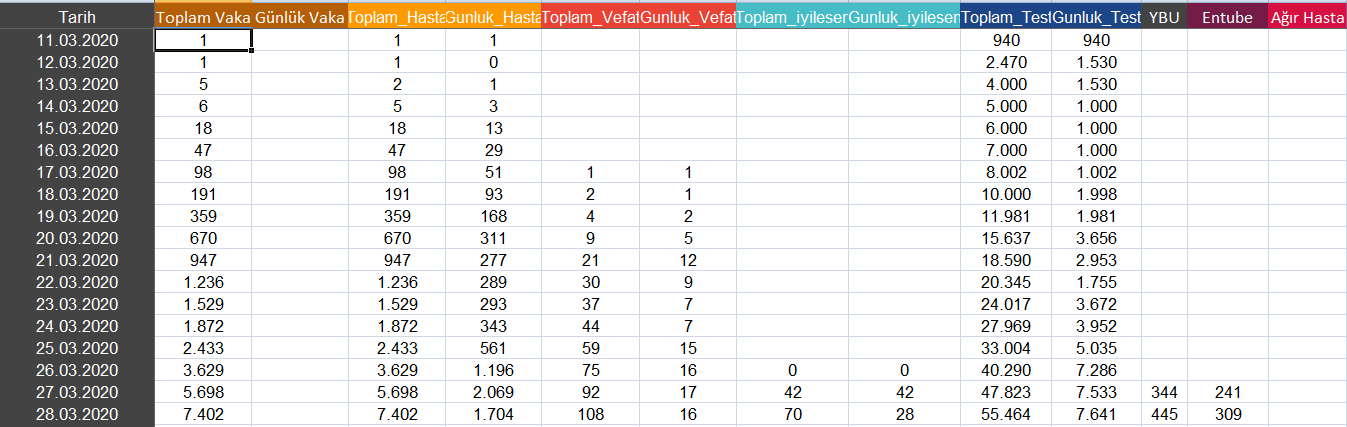 Tarih Toplam Vaka Günlük Vaka Toplam_Hasta Gunluk_Hasta Toplam_Vefat Gunluk_Vefat Toplam_iyilesen Gunluk_iyilesen Toplam_Test Gunluk_Test YBU Entube Ağır Hasta
11.03.2020 1 1 1 940 940
12.03.2020 1 1 0 2.470 1.530
13.03.2020 5 2 1 4.000 1.530
14.03.2020 6 5 3 5.000 1.000
15.03.2020 18 18 13 6.000 1.000
16.03.2020 47 47 29 7.000 1.000
17.03.2020 98 98 51 1 1 8.002 1.002
18.03.2020 191 191 93 2 1 10.000 1.998
19.03.2020 359 359 168 4 2 11.981 1.981
20.03.2020 670 670 311 9 5 15.637 3.656
21.03.2020 947 947 277 21 12 18.590 2.953
22.03.2020 1.236 1.236 289 30 9 20.345 1.755
23.03.2020 1.529 1.529 293 37 7 24.017 3.672
24.03.2020 1.872 1.872 343 44 7 27.969 3.952
25.03.2020 2.433 2.433 561 59 15 33.004 5.035
26.03.2020 3.629 3.629 1.196 75 16 0 0 40.290 7.286
27.03.2020 5.698 5.698 2.069 92 17 42 42 47.823 7.533 344 241
28.03.2020 7.402 7.402 1.704 108 16 70 28 55.464 7.641 445 309